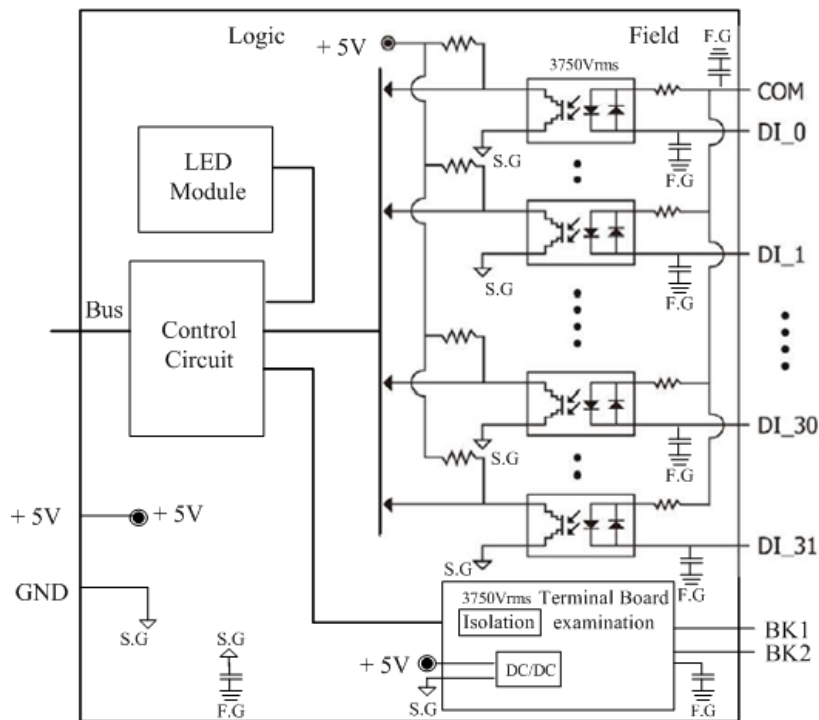 Logic
Field
F.G
+ 5V
3750Vrms
COM
DI_0
S.G
F.G
LED
Module
DI_1
S.G
F.G
Bus
Control
Circuit
DI_30
S.G
F.G
+ 5V
+ 5V
DI_31
S.G
F.G
GND
S.G
3750Vrms
Terminal Board
Isolation
examination
BK1
BK2
+ 5V
DC/DC
S.G
S.G
F.G
F.G